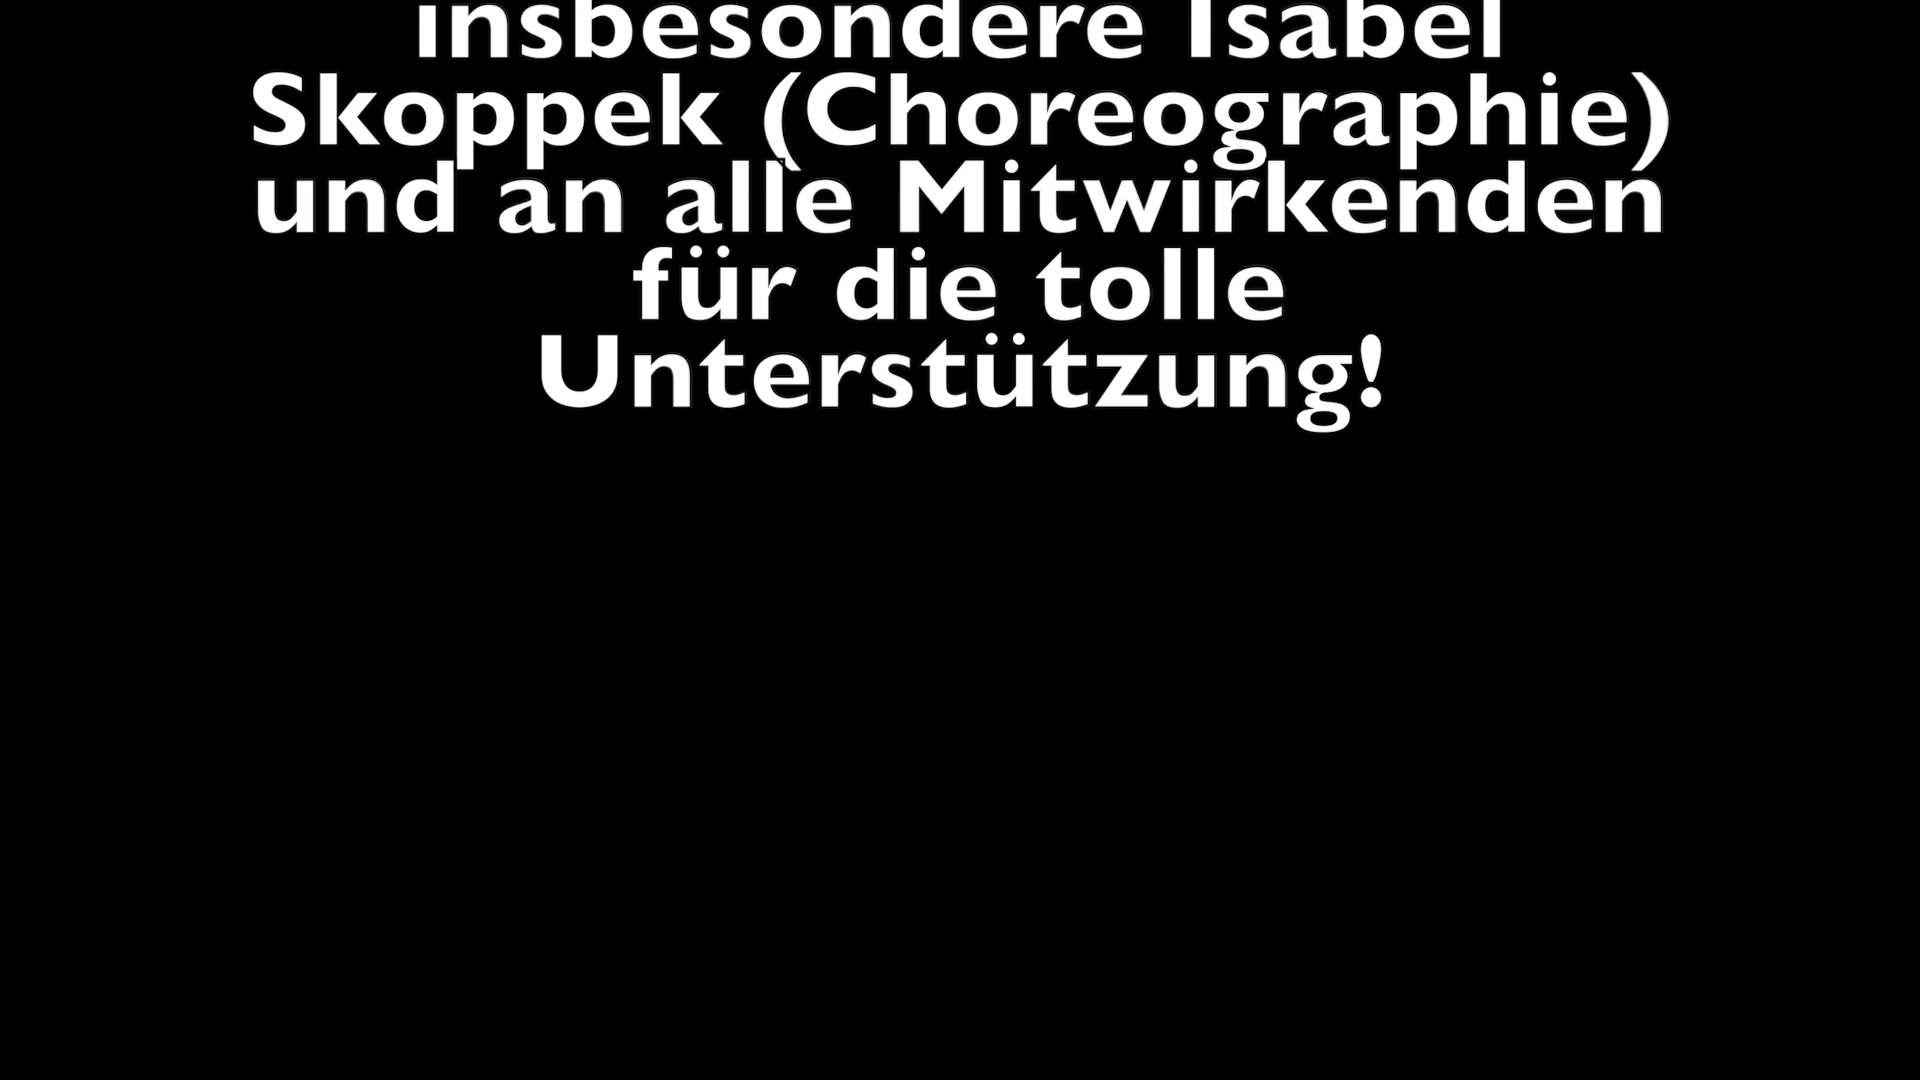 insbesondere Isabel
Skoppek (Choreographie)
und an alle Mitwirkenden
für die tolle
Unterstützung!